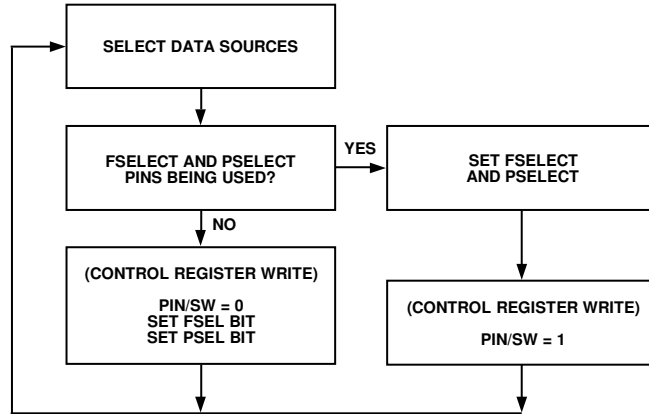 SELECT DATA SOURCES
FSELECT AND PSELECT
PINS BEING USED?
YES
SET FSELECT
AND PSELECT
NO
(CONTROL REGISTER WRITE)
PIN/SW = 0
SET FSEL BIT
SET PSEL BIT
(CONTROL REGISTER WRITE)
PIN/SW = 1